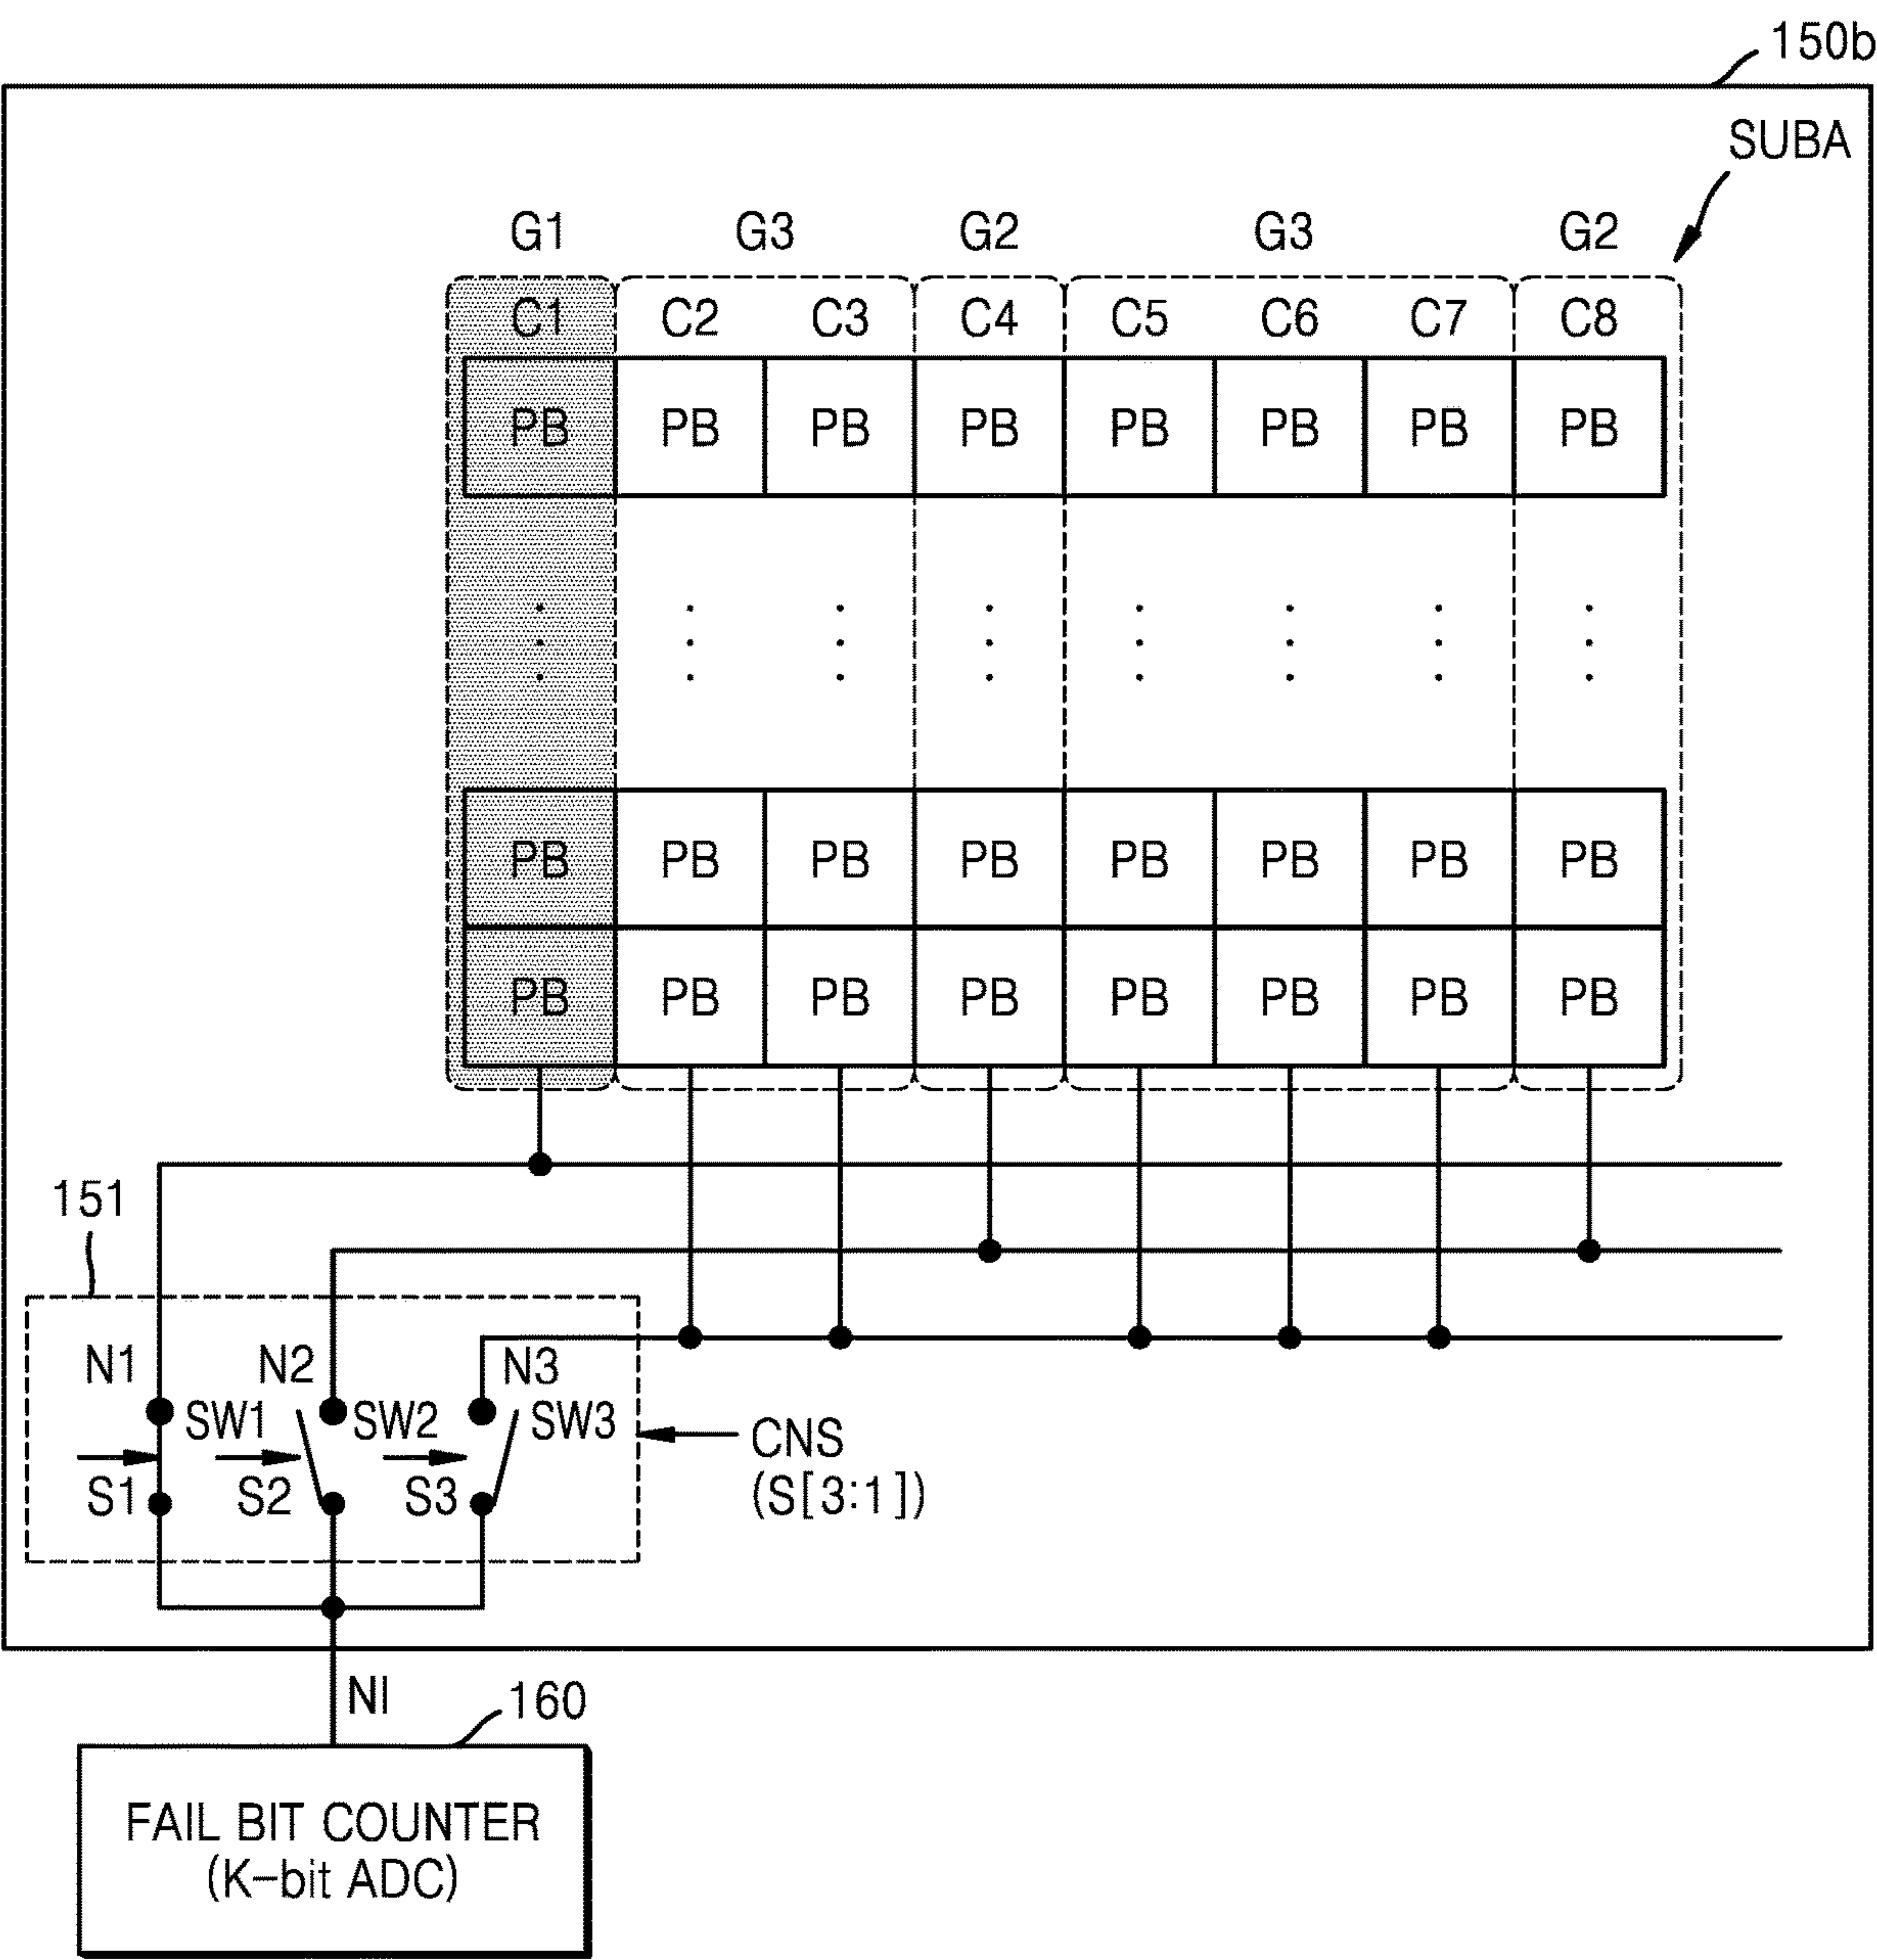 150b
SUBA
G1 G3 G2 G3 G2
C1 C2 C3 C4 C5 C6 C7 C8
PB PB PB PB PB PB PB PB
PB PB PB PB PB PB PB PB
PB PB PB PB PB PB PB PB
151
N1 N2 N3
SW1 SW2 SW3
CNS
S1 S2 S3
(S[3:1])
NI
160
FAIL BIT COUNTER
(K-bit ADC)